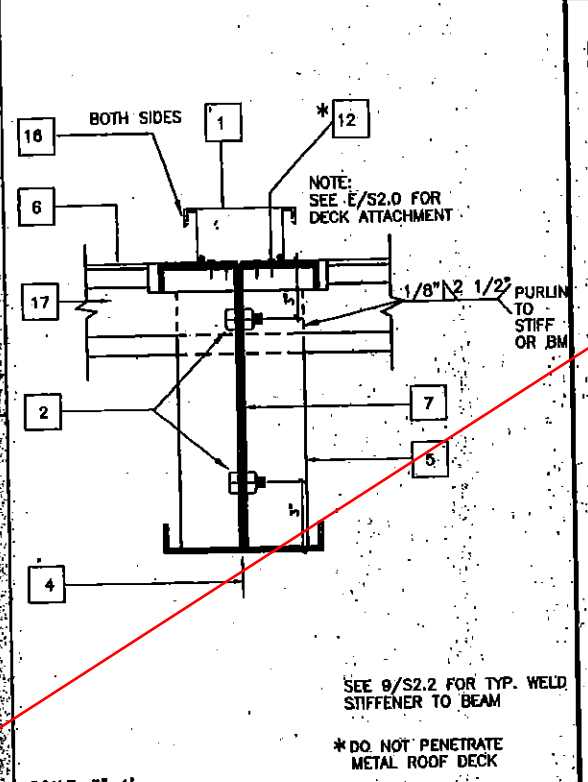 16
BOTH SIDES
1
*
12
NOTE:
SEE E/S2.0 FOR
DECK ATTACHMENT
6
17
3"
1/8" 2 1/2"
PURLIN
TO
STIFF
OR BM
2
7
5
3"
4
SEE 9/S2.2 FOR TYP. WELD
STIFFENER TO BEAM
* DO NOT PENETRATE
METAL ROOF DECK